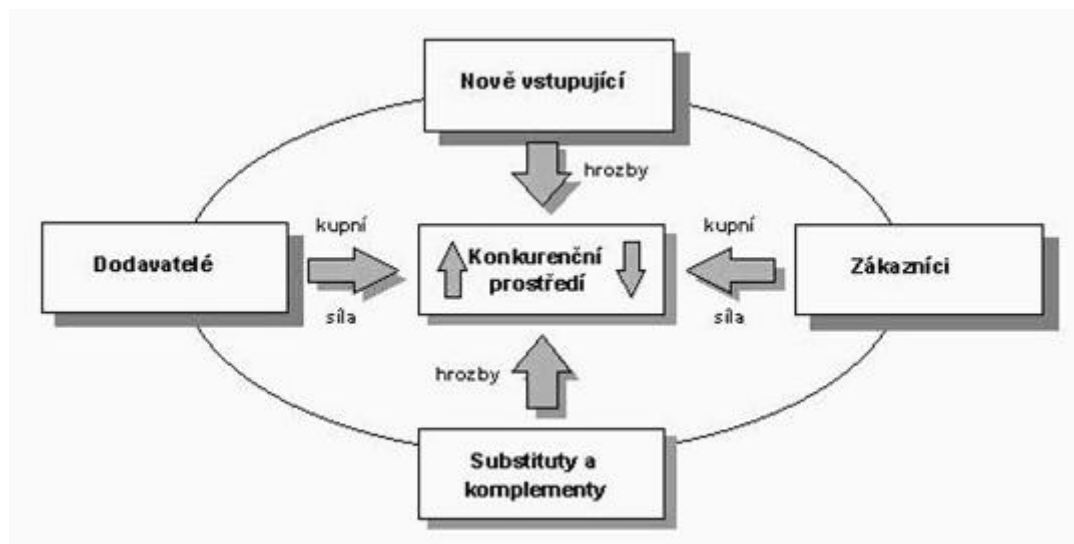 Nově vstupující
hrozby
kupní
kupní
Dodavatelé
Konkurenční
prostředí
Zákazníci
síla
síla
hrozby
Substituty a
komplementy